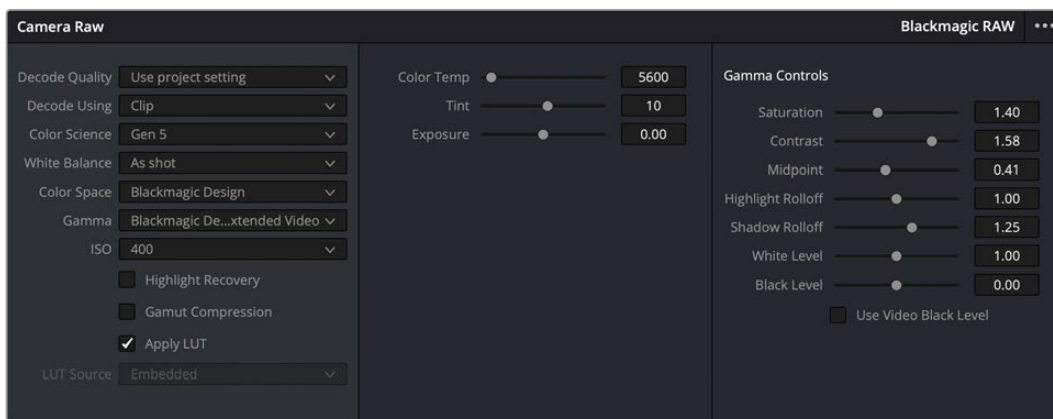 Camera Raw
Blackmagic RAW
Decode Quality Use project setting
Decode Using Clip
Color Science Gen 5
White Balance As shot
Color Space Blackmagic Design
Gamma Blackmagic De...xtended Video
ISO 400
Highlight Recovery
Gamut Compression
Apply LUT
LUT Source Embedded
Color Temp 5600
Tint 10
Exposure 0.00
Gamma Controls
Saturation 1.40
Contrast 1.58
Midpoint 0.41
Highlight Rolloff 1.00
Shadow Rolloff 1.25
White Level 1.00
Black Level 0.00
Use Video Black Level